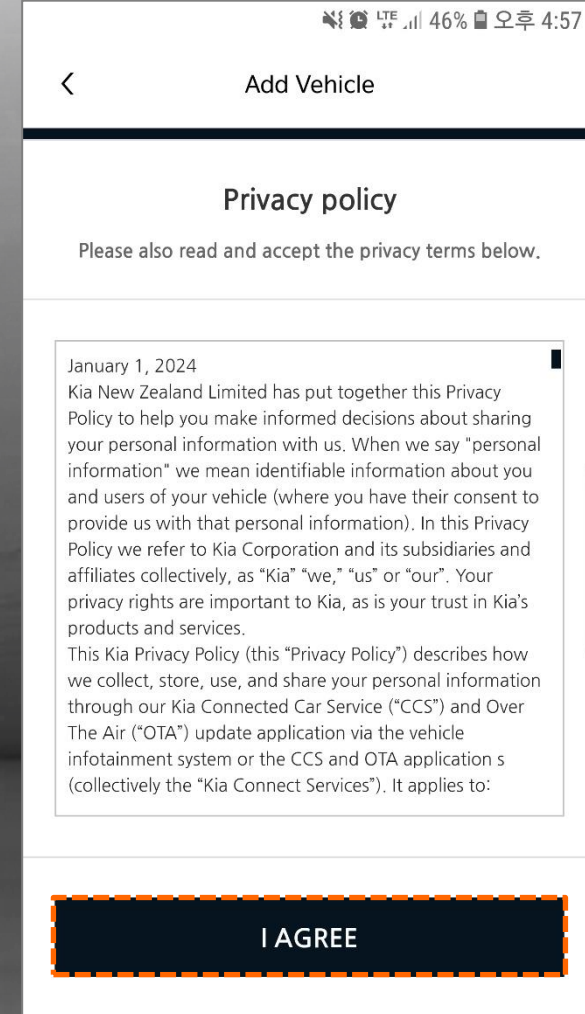 LTE 46% 오후 4:57
Add Vehicle
Privacy policy
Please also read and accept the privacy terms below.
January 1, 2024
Kia New Zealand Limited has put together this Privacy
Policy to help you make informed decisions about sharing
your personal information with us. When we say "personal
information" we mean identifiable information about you
and users of your vehicle (where you have their consent to
provide us with that personal information). In this Privacy
Policy we refer to Kia Corporation and its subsidiaries and
affiliates collectively, as “Kia” “we,” “us” or “our”. Your
privacy rights are important to Kia, as is your trust in Kia’s
products and services.
This Kia Privacy Policy (this “Privacy Policy”) describes how
we collect, store, use, and share your personal information
through our Kia Connected Car Service (“CCS”) and Over
The Air (“OTA”) update application via the vehicle
infotainment system or the CCS and OTA application s
(collectively the “Kia Connect Services”). It applies to:
I AGREE